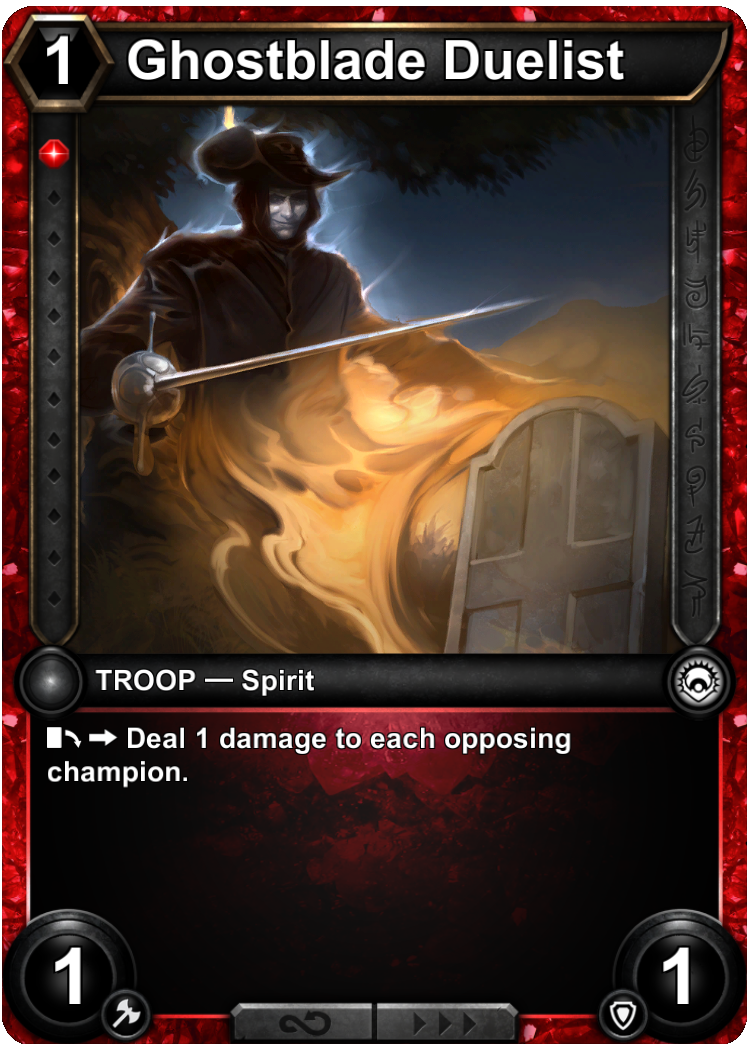 1 Ghostblade Duelist
TROOP — Spirit
Deal 1 damage to each opposing
champion.
1 1